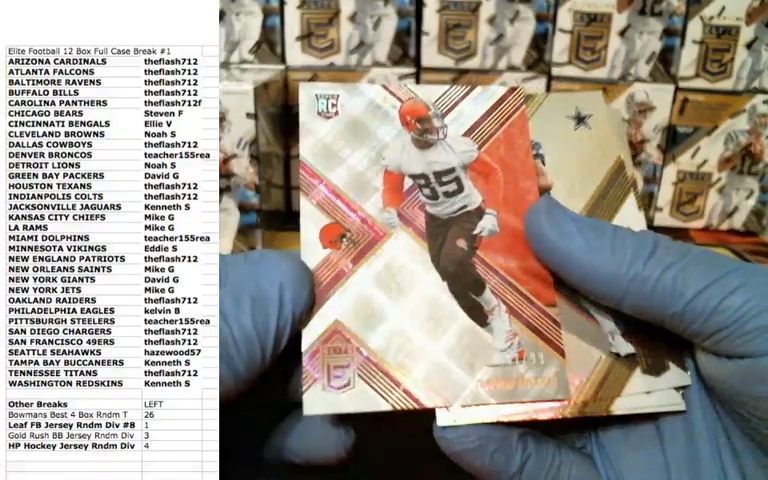 Elite Football 12 Box Full Case Break #1
ARIZONA CARDINALS theflash712
ATLANTA FALCONS theflash712
BALTIMORE RAVENS theflash712
BUFFALO BILLS theflash712
CAROLINA PANTHERS theflash712f
CHICAGO BEARS Steven F
CINCINNATI BENGALS Ellie V
CLEVELAND BROWNS Noah S
DALLAS COWBOYS theflash712
DENVER BRONCOS teacher155rea
DETROIT LIONS Noah S
GREEN BAY PACKERS David G
HOUSTON TEXANS theflash712
INDIANPOLIS COLTS theflash712
JACKSONVILLE JAGUARS Kenneth S
KANSAS CITY CHIEFS Mike G
LA RAMS Mike G
MIAMI DOLPHINS teacher155rea
MINNESOTA VIKINGS Eddie S
NEW ENGLAND PATRIOTS theflash712
NEW ORLEANS SAINTS Mike G
NEW YORK GIANTS David G
NEW YORK JETS Mike G
OAKLAND RAIDERS theflash712
PHILADELPHIA EAGLES kelvin B
PITTSBURGH STEELERS teacher155rea
SAN DIEGO CHARGERS theflash712
SAN FRANCISCO 49ERS theflash712
SEATTLE SEAHAWKS hazewood57
TAMPA BAY BUCCANEERS Kenneth S
TENNESSEE TITANS theflash712
WASHINGTON REDSKINS Kenneth S
Other Breaks LEFT
Bowmans Best 4 Box Rndm T 26
Leaf FB Jersey Rndm Div #8 1
Gold Rush BB Jersey Rndm Div 3
HP Hockey Jersey Rndm Div 4
RC
85
ELITE